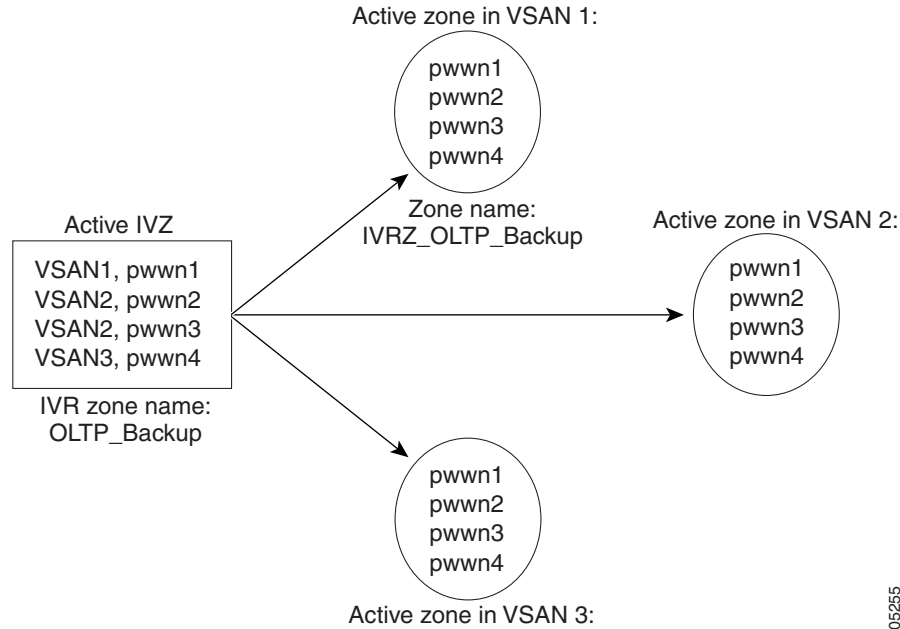 Active zone in VSAN 1:
pwwn1
pwwn2
pwwn3
pwwn4
Zone name:
IVRZ_OLTP_Backup
Active IVZ
VSAN1, pwwn1
VSAN2, pwwn2
VSAN2, pwwn3
VSAN3, pwwn4
IVR zone name:
OLTP_Backup
Active zone in VSAN 2:
pwwn1
pwwn2
pwwn3
pwwn4
pwwn1
pwwn2
pwwn3
pwwn4
Active zone in VSAN 3:
05255